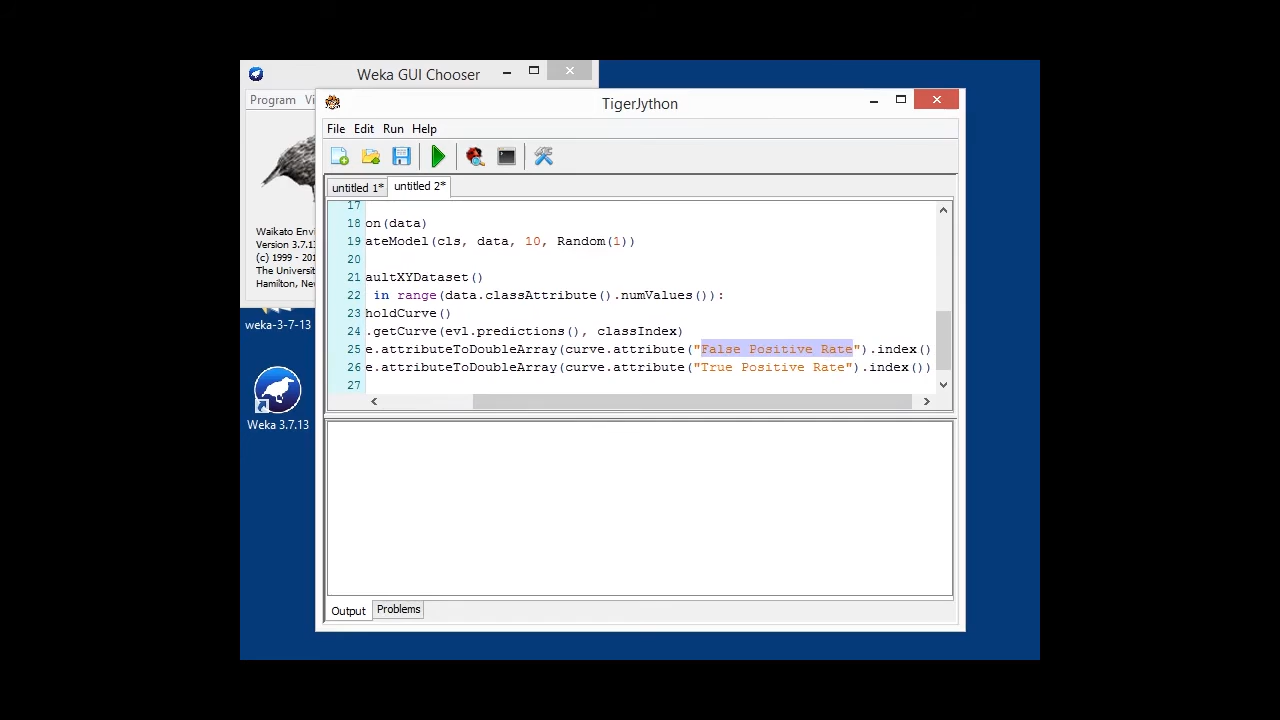 Weka GUI Chooser
Program
TigerJython
File Edit Run Help
untitled 1* untitled 2*
17
18 on(data)
19 ateModel(cls, data, 10, Random(1))
20
21 aultXYDataset()
22 in range(data.classAttribute().numValues()):
23 holdCurve()
24 .getCurve(evl.predictions(), classIndex)
25 e.attributeToDoubleArray(curve.attribute("False Positive Rate").index()
26 e.attributeToDoubleArray(curve.attribute("True Positive Rate").index())
27
Waikato Envi
Version 3.7.13
(c) 1999 - 20
The Universit
Hamilton, Ne
weka-3-7-13
Weka 3.7.13
Output Problems